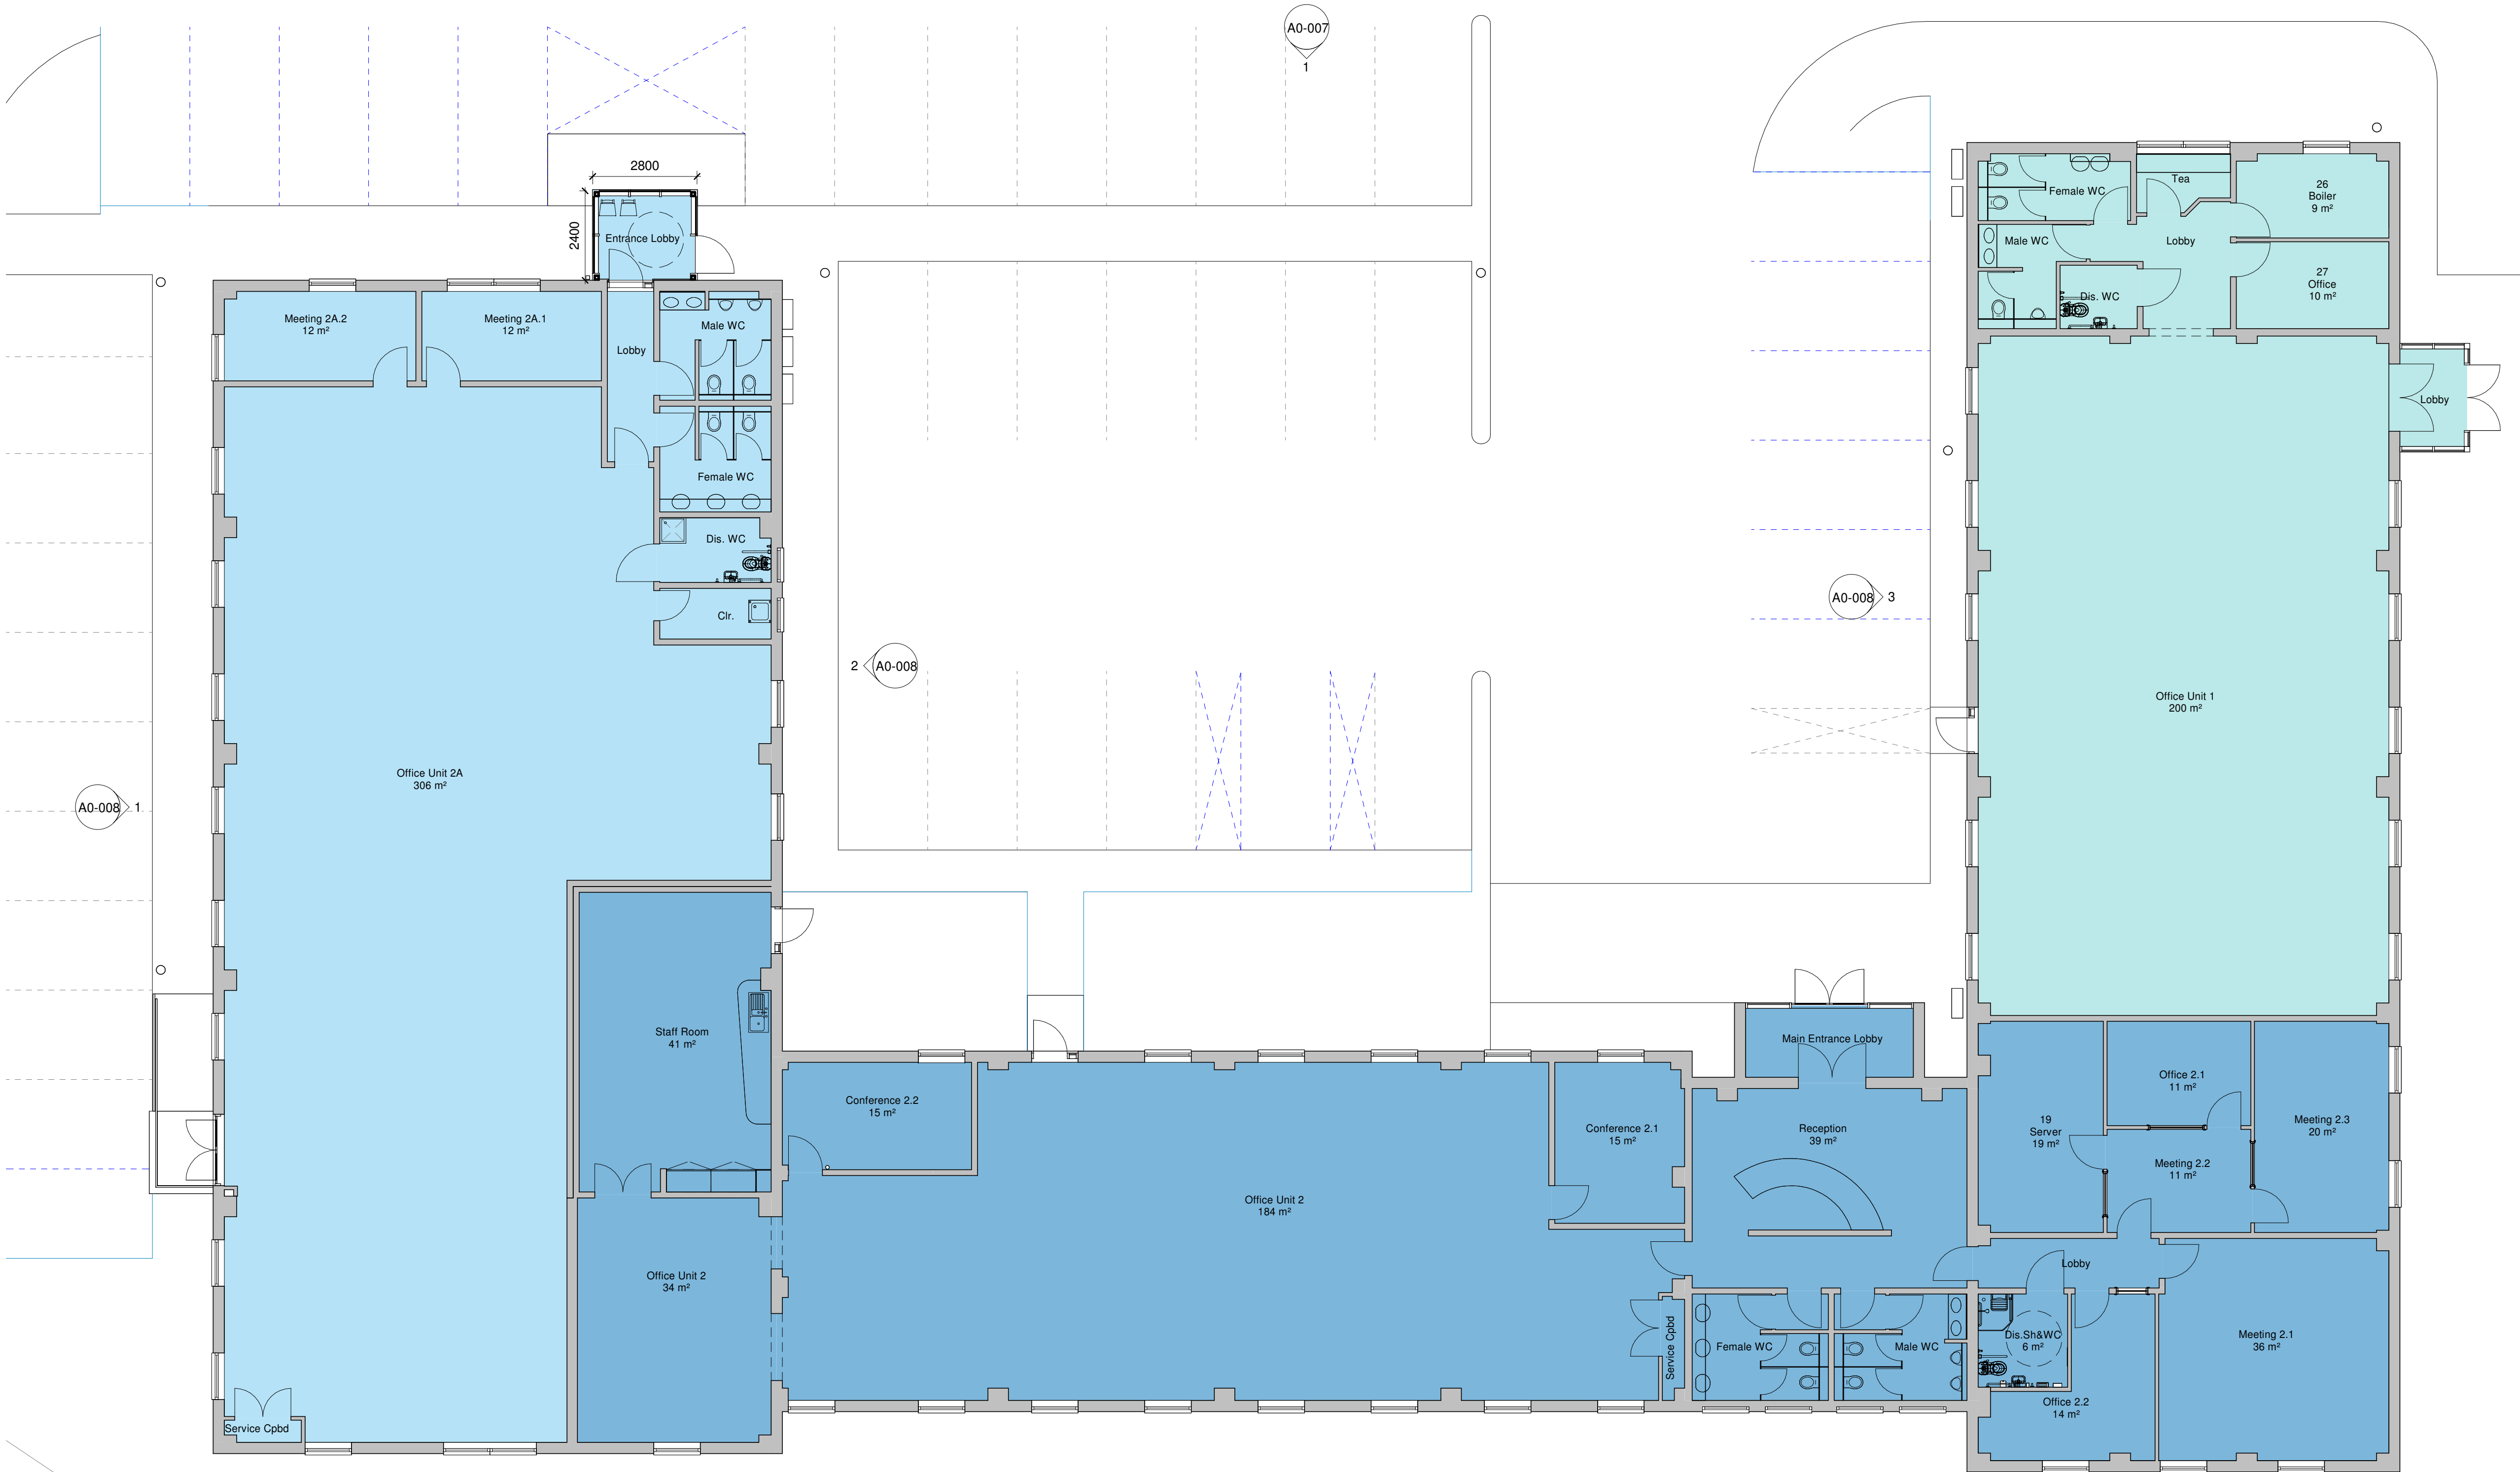 A0-007
1
2800
2400
Entrance Lobby
Meeting 2A.2
12 m²
Meeting 2A.1
12 m²
Lobby
Male WC
Female WC
Dis. WC
Clr.
Office Unit 2A
306 m²
A0-008
1
2
A0-008
A0-008
3
Female WC
Tea
26
Boiler
9 m²
Male WC
Lobby
27
Office
10 m²
Dis. WC
Lobby
Office Unit 1
200 m²
Staff Room
41 m²
Conference 2.2
15 m²
Office Unit 2
184 m²
Office Unit 2
34 m²
Service Cpbd
Conference 2.1
15 m²
Main Entrance Lobby
Reception
39 m²
Service Cpbd
Female WC
Male WC
19
Server
19 m²
Office 2.1
11 m²
Meeting 2.2
11 m²
Meeting 2.3
20 m²
Lobby
Dis.Sh&WC
6 m²
Meeting 2.1
36 m²
Office 2.2
14 m²